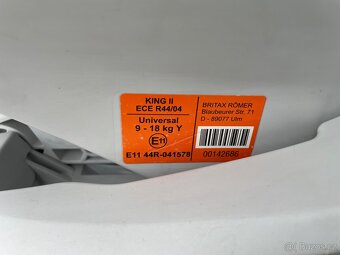 KING II
ECE R44/04
Universal
9 - 18 kg Y
E11
E11 44R-041578
BRITAX RÖMER
Blaubeurer Str. 71
D - 89077 Ulm
00142686